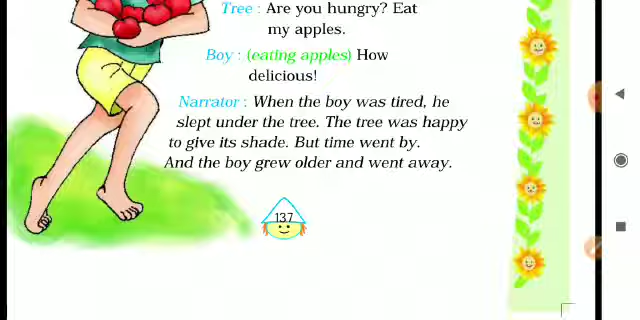 Tree : Are you hungry? Eat
my apples.
Boy : (eating apples) How
delicious!
Narrator : When the boy was tired, he
slept under the tree. The tree was happy
to give its shade. But time went by.
And the boy grew older and went away.
137